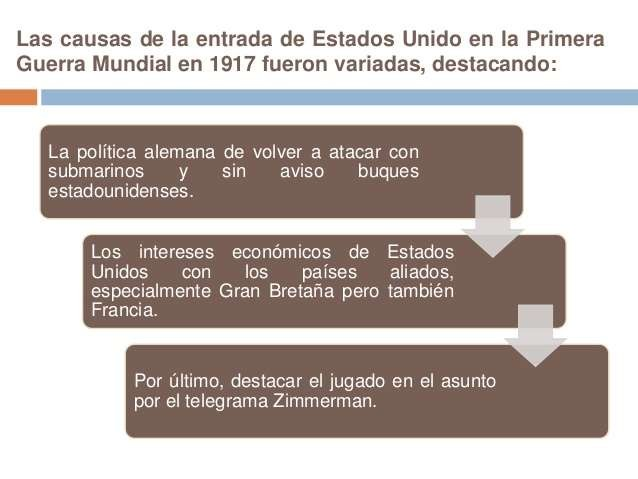 Las causas de la entrada de Estados Unido en la Primera
Guerra Mundial en 1917 fueron variadas, destacando:
La política alemana de volver a atacar con
submarinos y sin aviso buques
estadounidenses.
Los intereses económicos de Estados
Unidos con los países aliados,
especialmente Gran Bretaña pero también
Francia.
Por último, destacar el jugado en el asunto
por el telegrama Zimmerman.